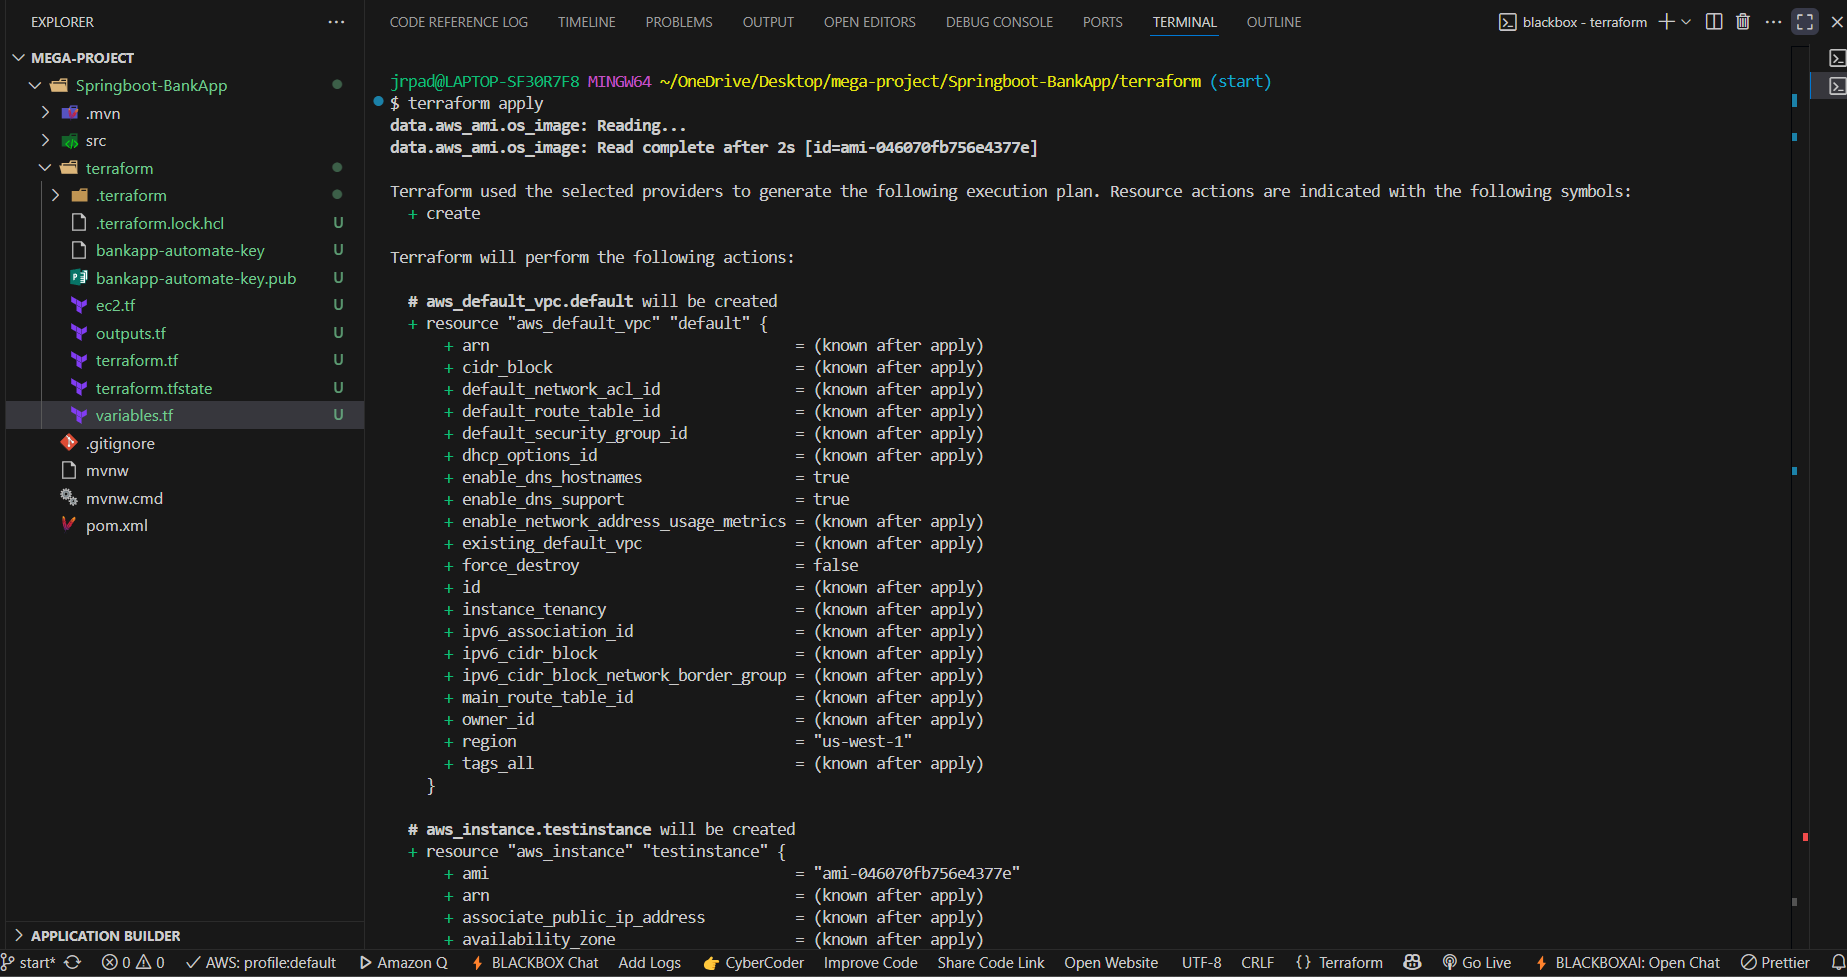 EXPLORER
CODE REFERENCE LOG TIMELINE PROBLEMS OUTPUT OPEN EDITORS DEBUG CONSOLE PORTS TERMINAL OUTLINE
blackbox - terraform
MEGA-PROJECT
Springboot-BankApp
.mvn
src
terraform
.terraform
.terraform.lock.hcl U
bankapp-automate-key U
bankapp-automate-key.pub U
ec2.tf U
outputs.tf U
terraform.tf U
terraform.tfstate U
variables.tf U
.gitignore
mvnw
mvnw.cmd
pom.xml
APPLICATION BUILDER
jrpad@LAPTOP-SF30R7F8 MINGW64 ~/OneDrive/Desktop/mega-project/Springboot-BankApp/terraform (start)
$ terraform apply
data.aws_ami.os_image: Reading...
data.aws_ami.os_image: Read complete after 2s [id=ami-046070fb756e4377e]
Terraform used the selected providers to generate the following execution plan. Resource actions are indicated with the following symbols:
+ create
Terraform will perform the following actions:
# aws_default_vpc.default will be created
+ resource "aws_default_vpc" "default" {
+ arn = (known after apply)
+ cidr_block = (known after apply)
+ default_network_acl_id = (known after apply)
+ default_route_table_id = (known after apply)
+ default_security_group_id = (known after apply)
+ dhcp_options_id = (known after apply)
+ enable_dns_hostnames = true
+ enable_dns_support = true
+ enable_network_address_usage_metrics = (known after apply)
+ existing_default_vpc = (known after apply)
+ force_destroy = false
+ id = (known after apply)
+ instance_tenancy = (known after apply)
+ ipv6_association_id = (known after apply)
+ ipv6_cidr_block = (known after apply)
+ ipv6_cidr_block_network_border_group = (known after apply)
+ main_route_table_id = (known after apply)
+ owner_id = (known after apply)
+ region = "us-west-1"
+ tags_all = (known after apply)
}
# aws_instance.testinstance will be created
+ resource "aws_instance" "testinstance" {
+ ami = "ami-046070fb756e4377e"
+ arn = (known after apply)
+ associate_public_ip_address = (known after apply)
+ availability_zone = (known after apply)
start* 0 0 AWS: profile:default Amazon Q BLACKBOX Chat Add Logs CyberCoder Improve Code Share Code Link Open Website UTF-8 CRLF {} Terraform Go Live BLACKBOXAI: Open Chat Prettier